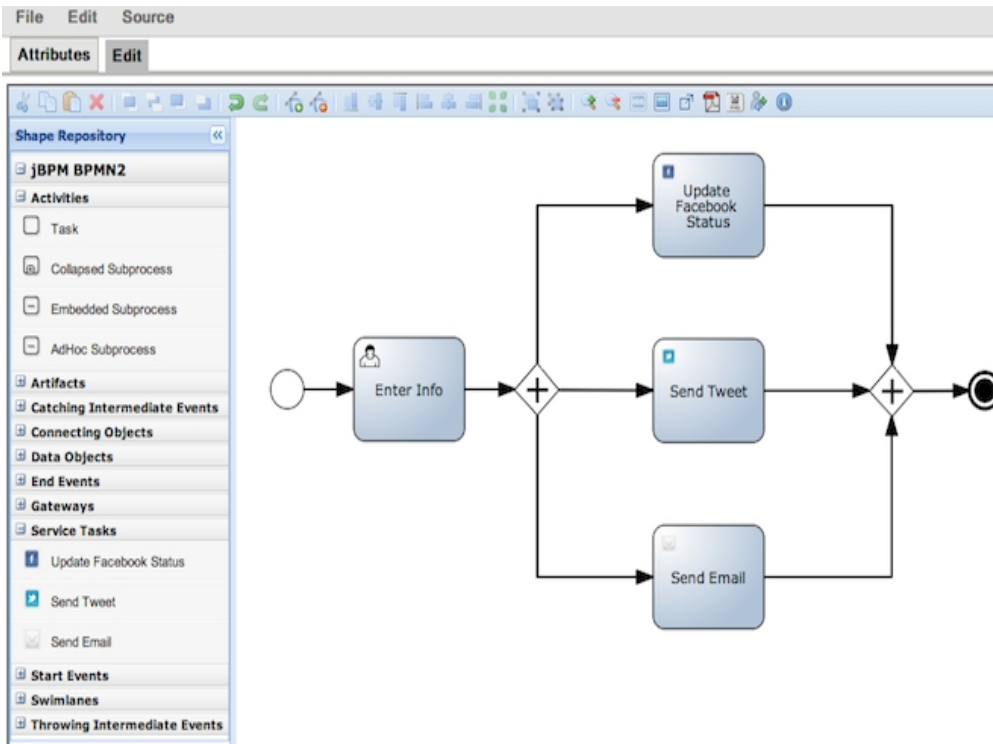 File Edit Source
Attributes Edit
Shape Repository
jBPM BPMN2
Activities
Task
Collapsed Subprocess
Embedded Subprocess
AdHoc Subprocess
Artifacts
Catching Intermediate Events
Connecting Objects
Data Objects
End Events
Gateways
Service Tasks
Update Facebook Status
Send Tweet
Send Email
Start Events
Swimlanes
Throwing Intermediate Events
Enter Info
Update
Facebook
Status
Send Tweet
Send Email